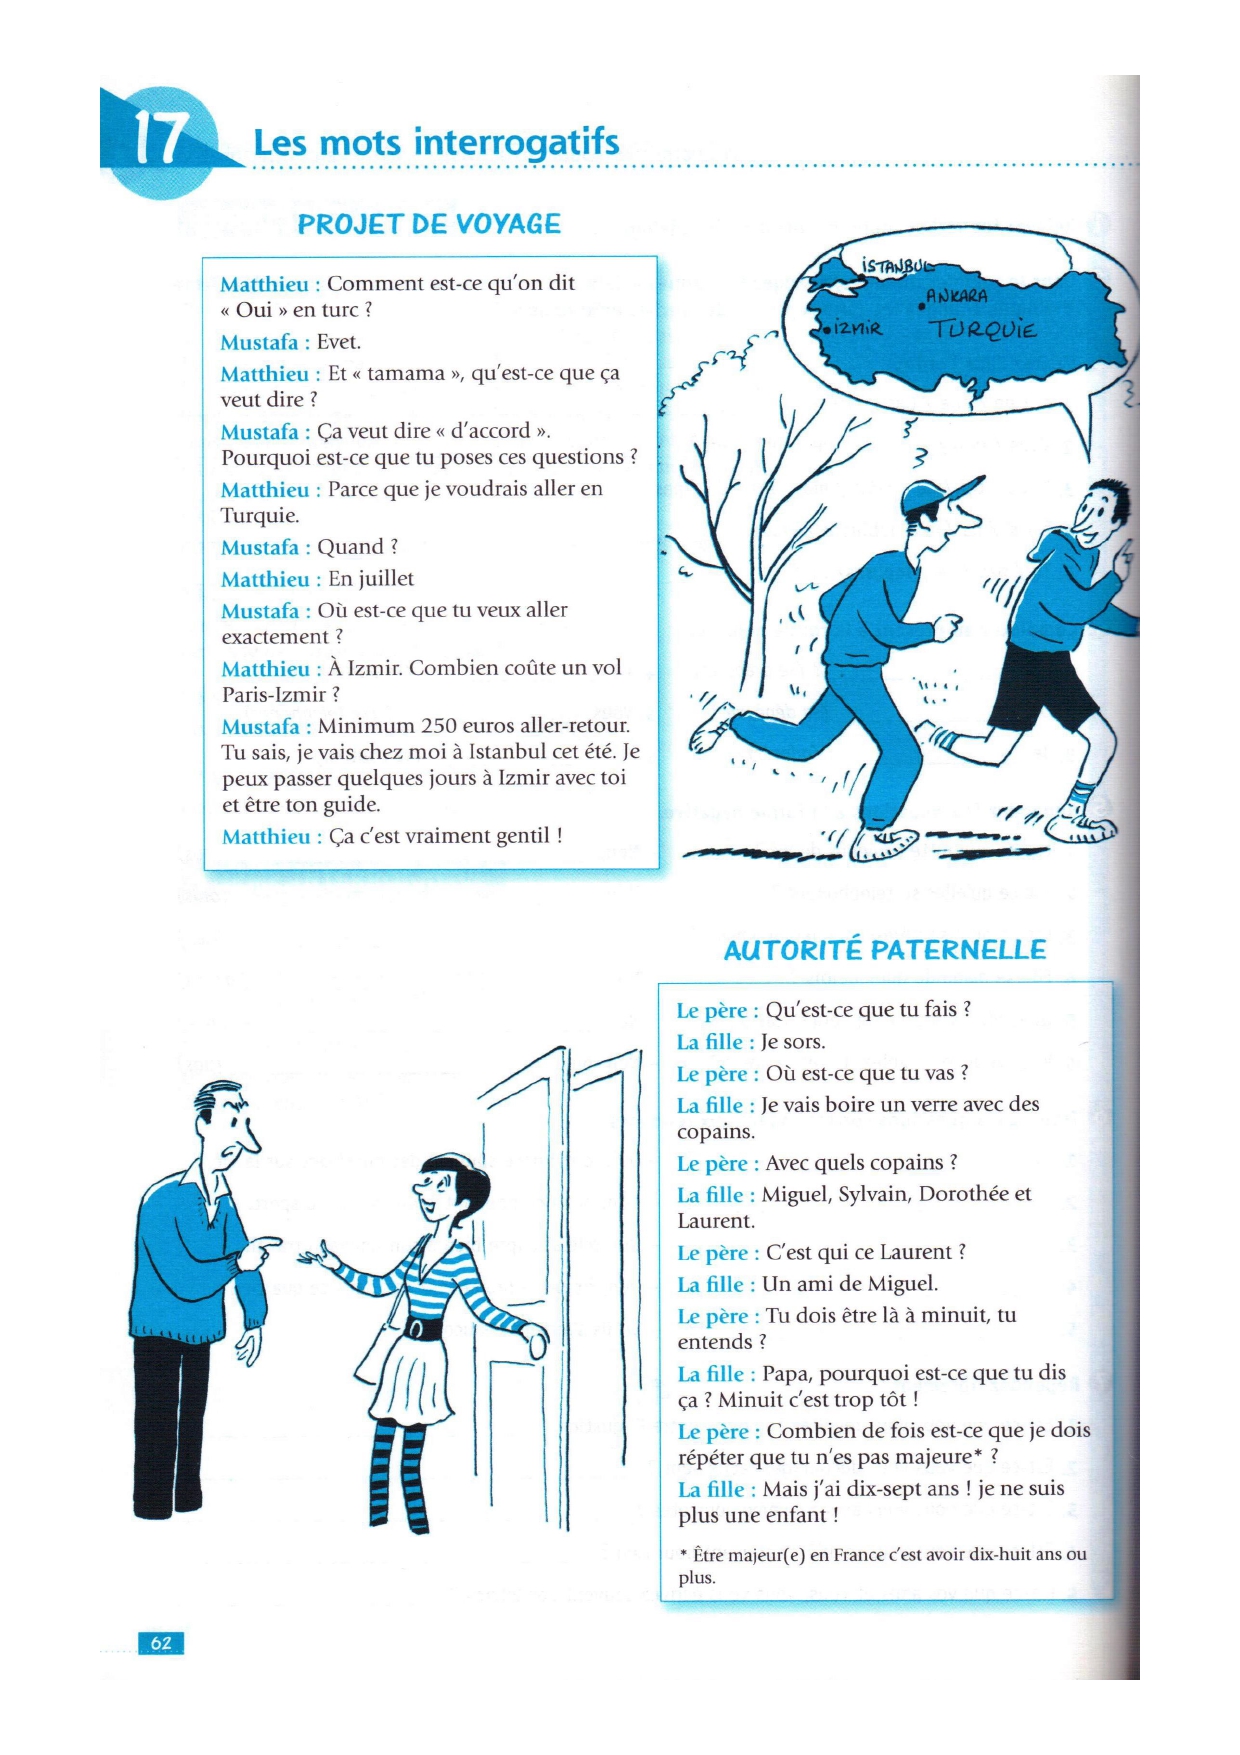 17
Les mots interrogatifs
PROJET DE VOYAGE
Matthieu : Comment est-ce qu'on dit
« Oui » en turc ?
Mustafa : Evet.
Matthieu : Et « tamama », qu'est-ce que ça
veut dire ?
Mustafa : Ça veut dire « d'accord ».
Pourquoi est-ce que tu poses ces questions ?
Matthieu : Parce que je voudrais aller en
Turquie.
Mustafa : Quand ?
Matthieu : En juillet
Mustafa : Où est-ce que tu veux aller
exactement ?
Matthieu : À Izmir. Combien coûte un vol
Paris-Izmir ?
Mustafa : Minimum 250 euros aller-retour.
Tu sais, je vais chez moi à Istanbul cet été. Je
peux passer quelques jours à Izmir avec toi
et être ton guide.
Matthieu : Ça c'est vraiment gentil !
İSTANBUL
ANKARA
İZMİR
TURQUIE
AUTORITÉ PATERNELLE
Le père : Qu'est-ce que tu fais ?
La fille : Je sors.
Le père : Où est-ce que tu vas ?
La fille : Je vais boire un verre avec des
copains.
Le père : Avec quels copains ?
La fille : Miguel, Sylvain, Dorothée et
Laurent.
Le père : C'est qui ce Laurent ?
La fille : Un ami de Miguel.
Le père : Tu dois être là à minuit, tu
entends ?
La fille : Papa, pourquoi est-ce que tu dis
ça ? Minuit c'est trop tôt !
Le père : Combien de fois est-ce que je dois
répéter que tu n'es pas majeure* ?
La fille : Mais j'ai dix-sept ans ! je ne suis
plus une enfant !
* Être majeur(e) en France c'est avoir dix-huit ans ou
plus.
62